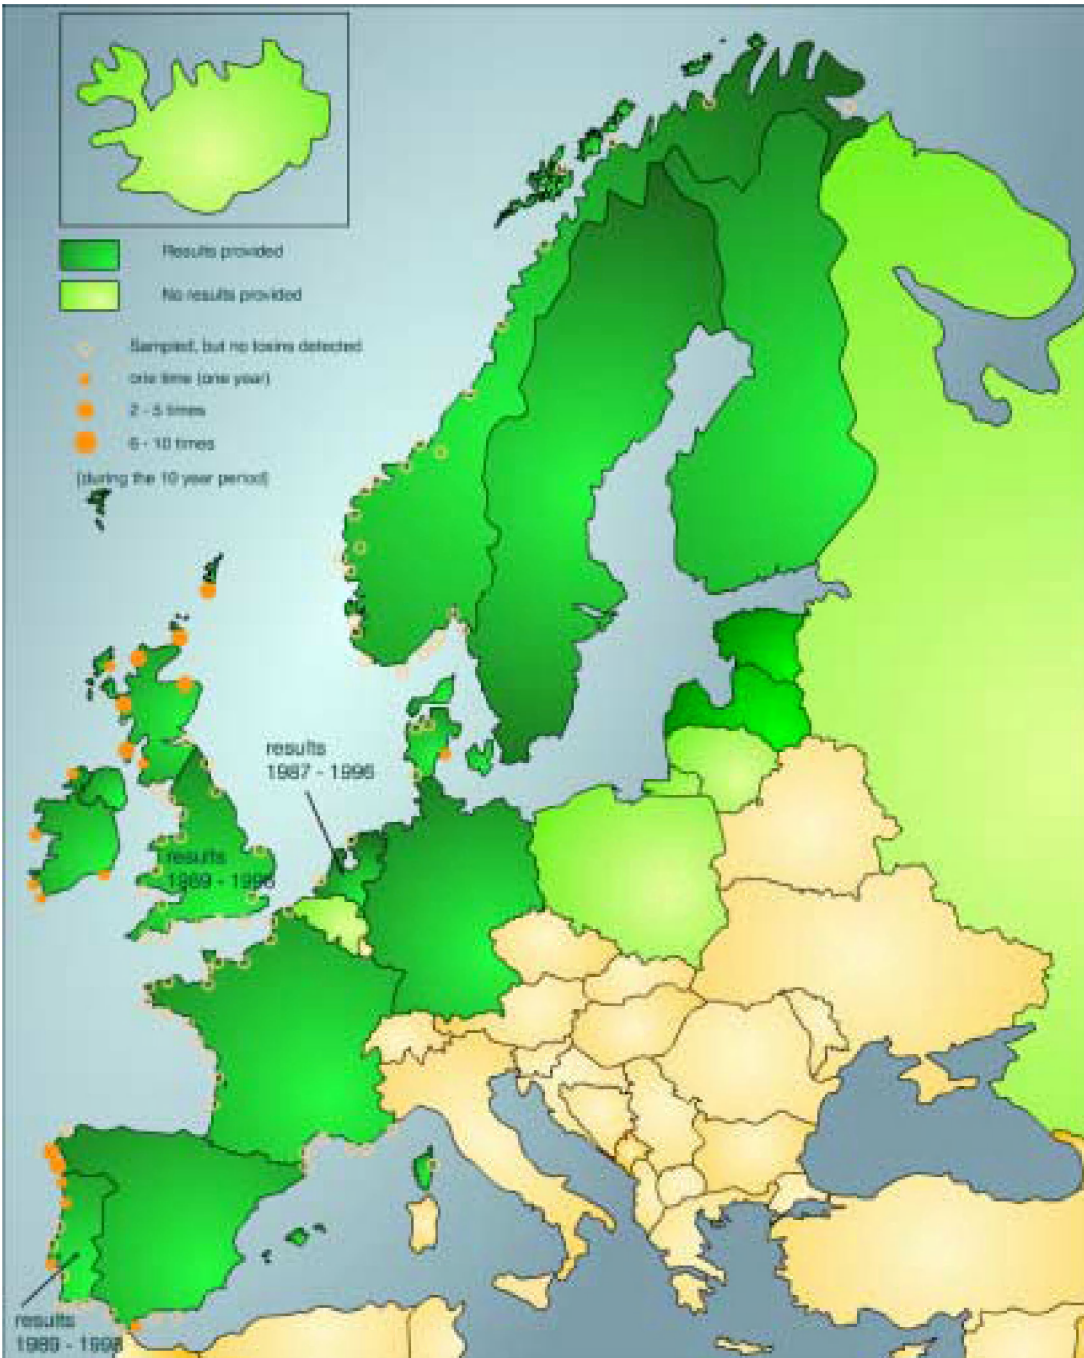 Results provided
No results provided
Sampled, but no toxins detected
one time (one year)
2 - 5 times
6 - 10 times
(during the 10 year period)
results
1987 - 1996
results
1989 - 1998
results
1989 - 1998